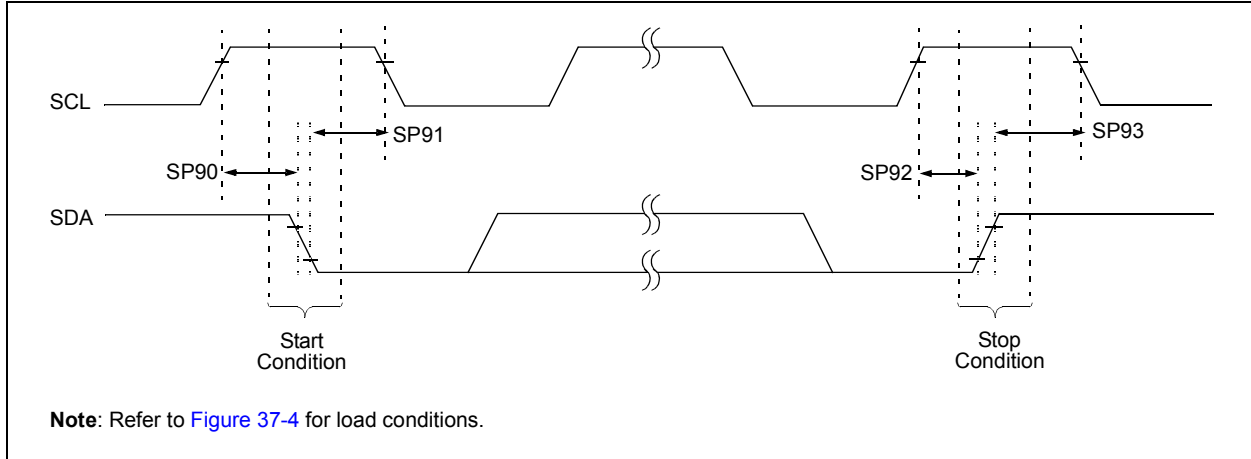 SCL
SP91
SP93
SP90
SP92
SDA
Start
Condition
Stop
Condition
Note: Refer to Figure 37-4 for load conditions.